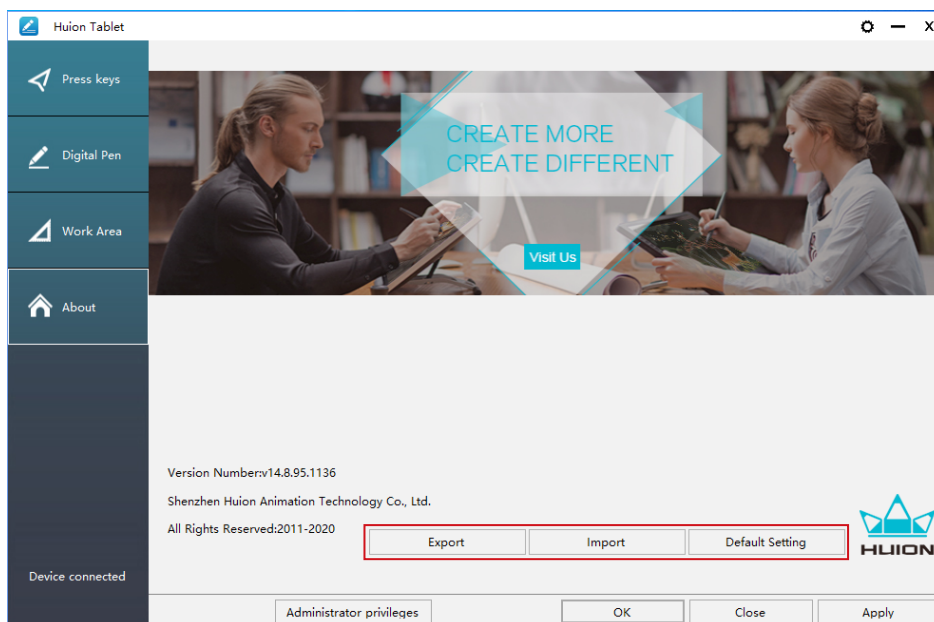 Huion Tablet
X
Press keys
Digital Pen
Work Area
About
Device connected
CREATE MORE
CREATE DIFFERENT
Visit Us
Version Number:v14.8.95.1136
Shenzhen Huion Animation Technology Co., Ltd.
All Rights Reserved:2011-2020
Export Import Default Setting
HUION
Administrator privileges OK Close Apply